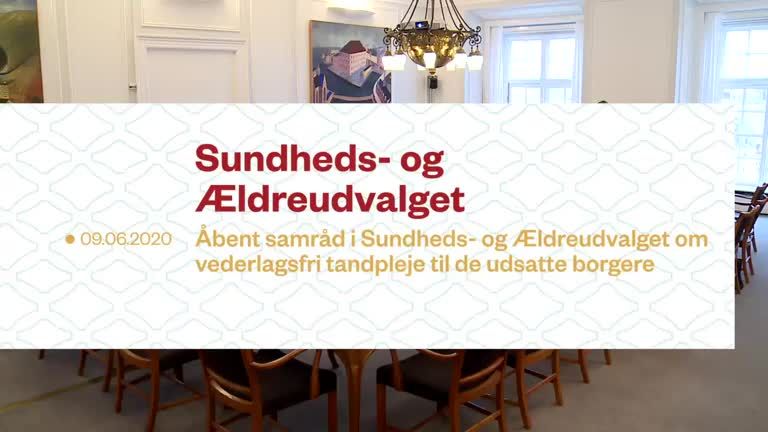 Sundheds- og
Ældreudvalget
09.06.2020
Åbent samråd i Sundheds- og Ældreudvalget om
vederlagsfri tandpleje til de udsatte borgere